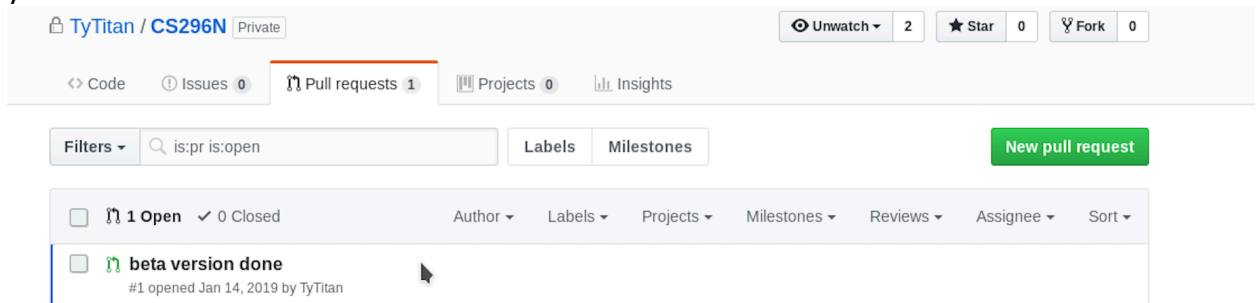 TyTitan / CS296N Private
Unwatch 2 Star 0 Fork 0
Code Issues 0 Pull requests 1 Projects 0 Insights
Filters is:pr is:open Labels Milestones New pull request
1 Open 0 Closed Author Labels Projects Milestones Reviews Assignee Sort
beta version done
#1 opened Jan 14, 2019 by TyTitan